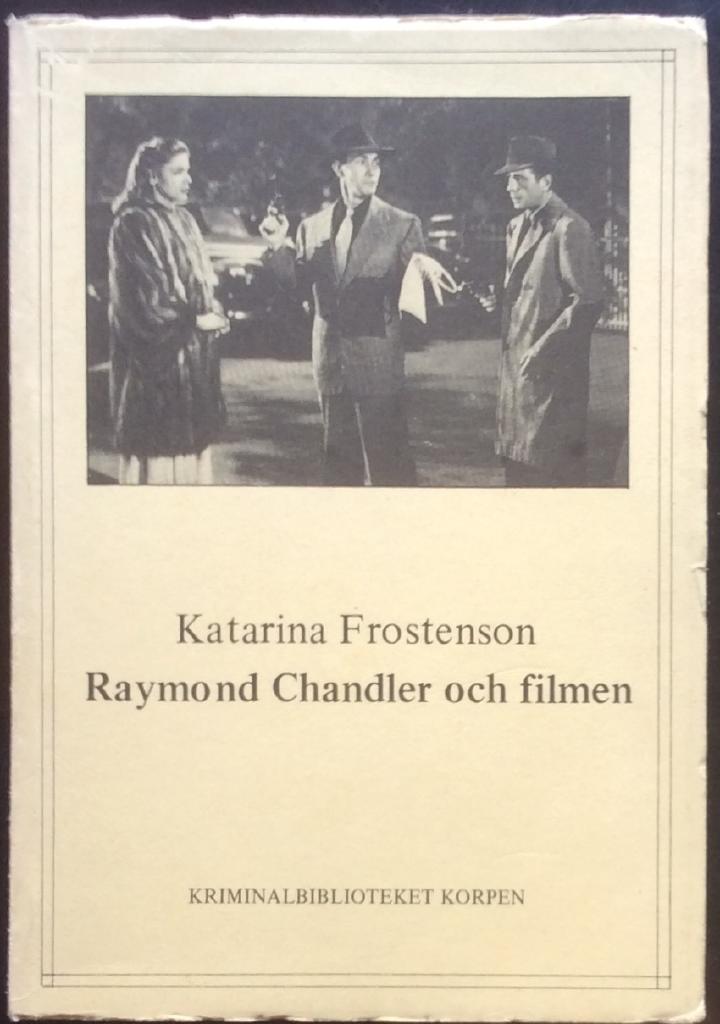 Katarina Frostenson
Raymond Chandler och filmen
KRIMINALBIBLIOTEKET KORPEN